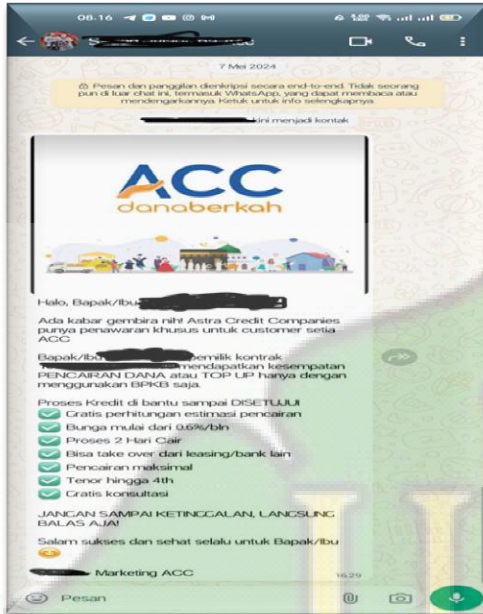 08.16
7 Mei 2024
Pesan dan panggilan dienkripsi secara end-to-end. Tidak seorang
pun di luar chat ini, termasuk WhatsApp, yang dapat membaca atau
mendengarkannya. Ketuk untuk info selengkapnya
kini menjadi kontak
ACC
danaberkah
Halo, Bapak/Ibu
Ada kabar gembira nih! Astra Credit Companies
punya penawaran khusus untuk customer setia
ACC
Bapak/Ibu pemilik kontrak
mendapatkan kesempatan
PENCAIRAN DANA atau TOP UP hanya dengan
menggunakan BPKB saja.
Proses Kredit di bantu sampai DISETUJUI
Gratis perhitungan estimasi pencairan
Bunga mulai dari 0.6%/bln
Proses 2 Hari Cair
Bisa take over dari leasing/bank lain
Pencairan maksimal
Tenor hingga 4th
Gratis konsultasi
JANGAN SAMPAI KETINGGALAN, LANGSUNG
BALAS AJA!
Salam sukses dan sehat selalu untuk Bapak/Ibu
- Marketing ACC
16.29
Pesan